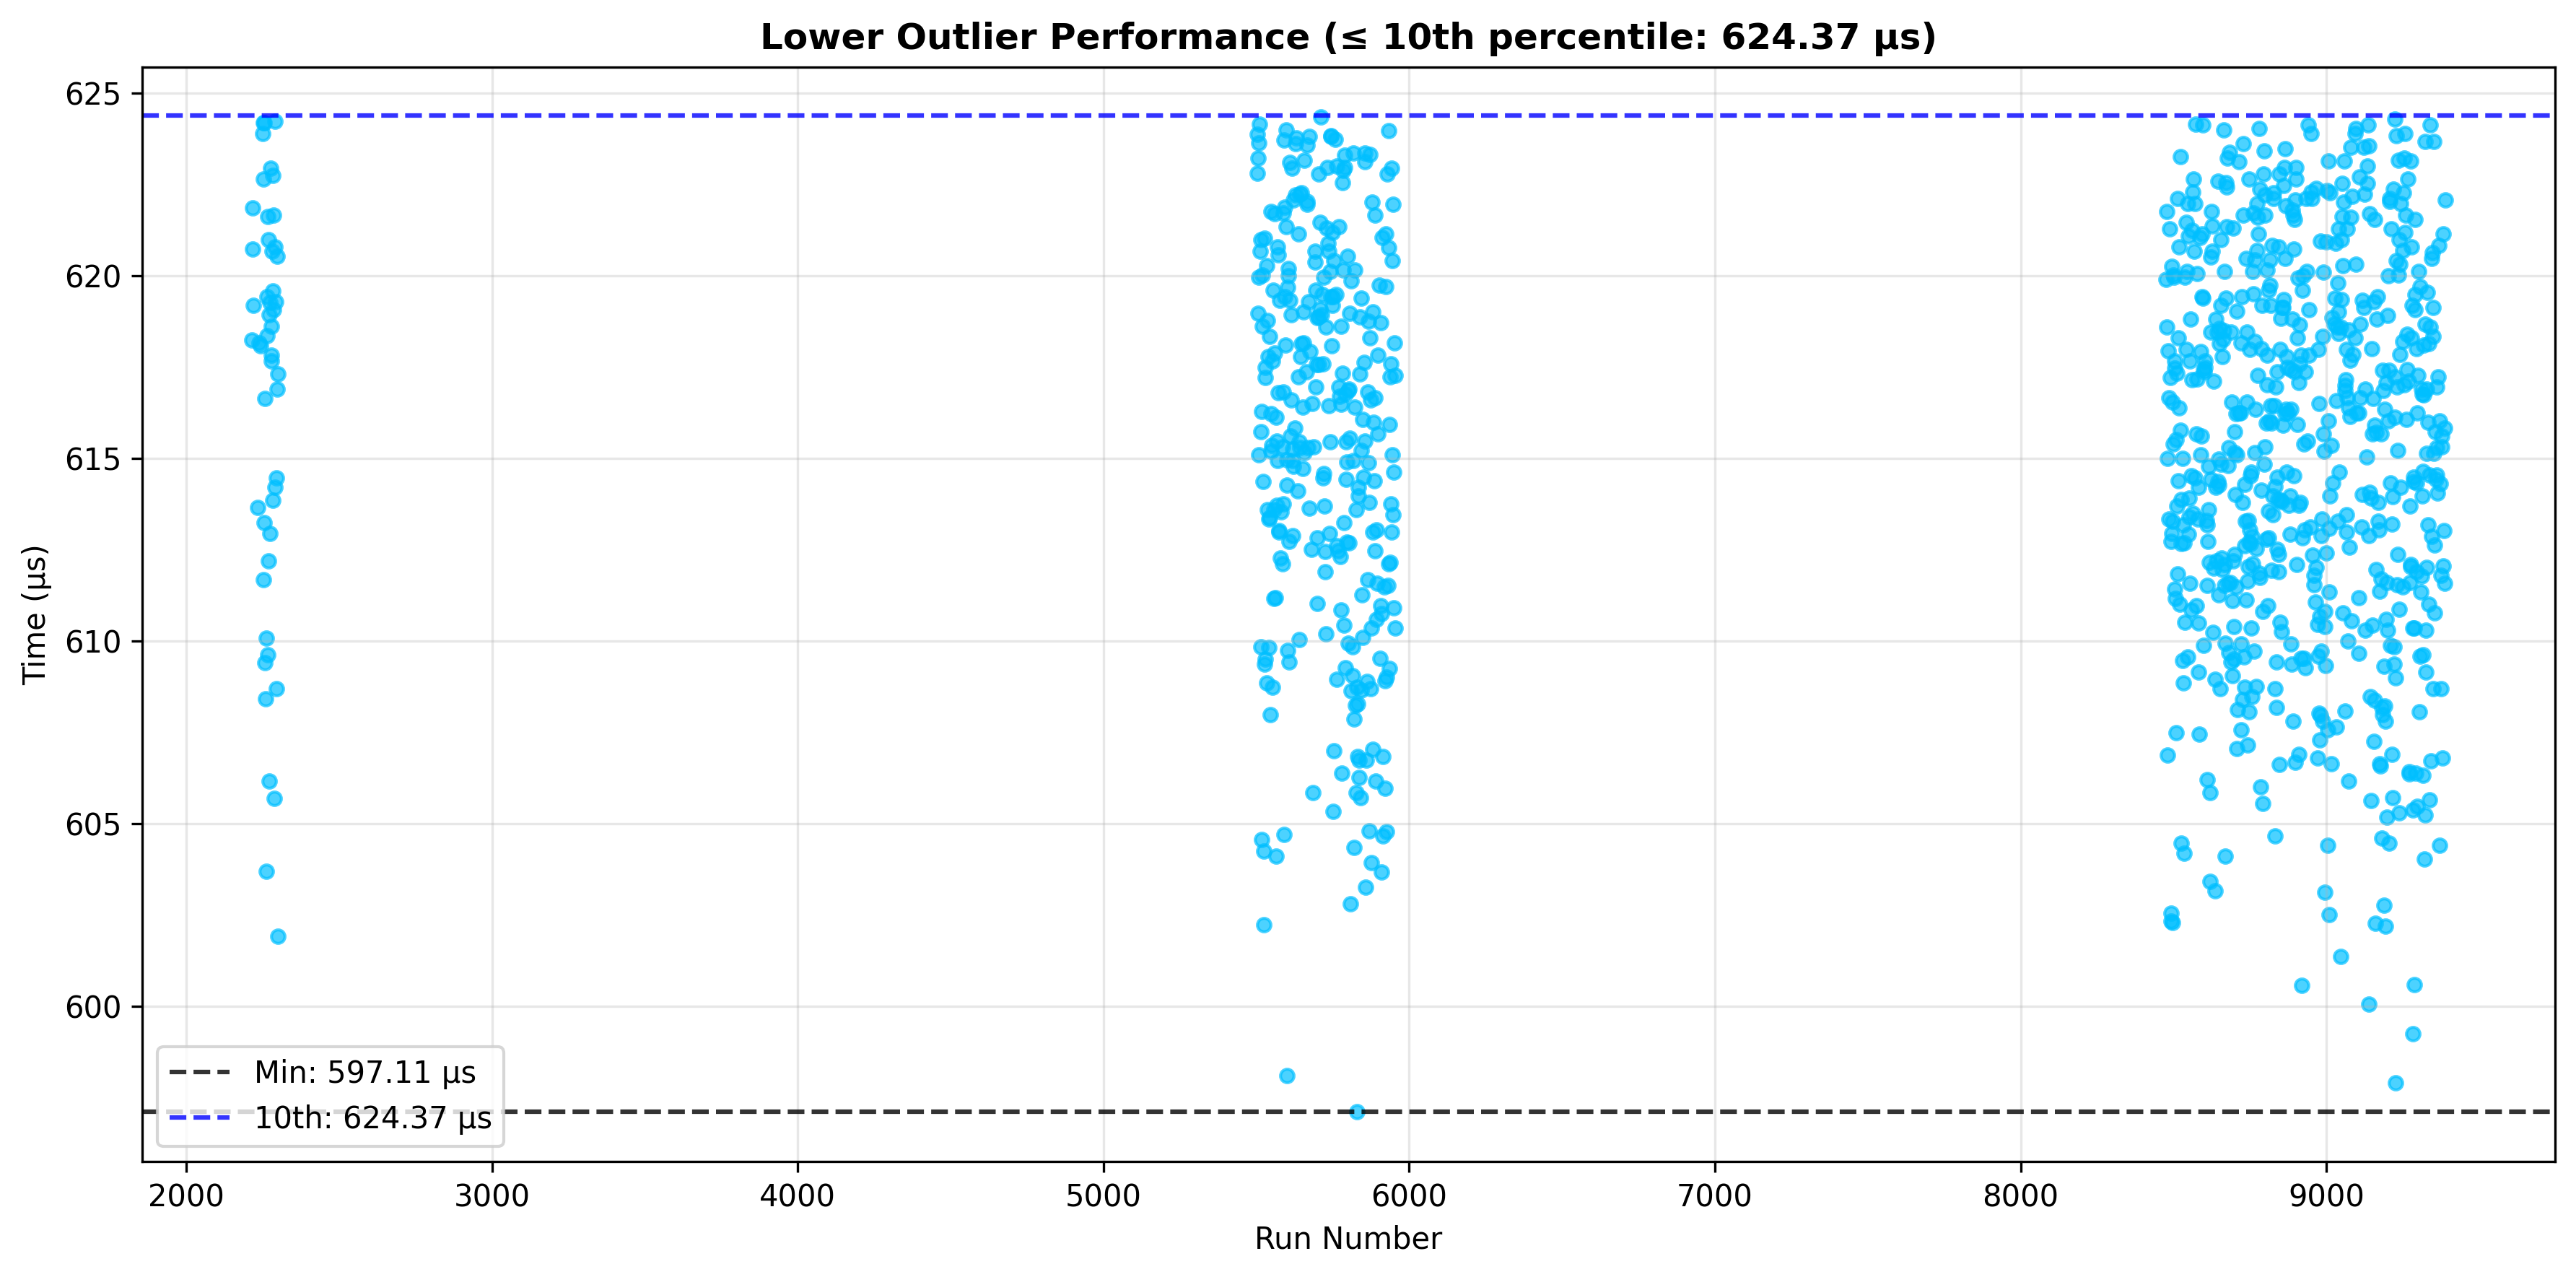 Lower Outlier Performance (≤ 10th percentile: 624.37 µs)
625
620
615
610
605
600
Time (µs)
Min: 597.11 µs
10th: 624.37 µs
2000 3000 4000 5000 6000 7000 8000 9000
Run Number